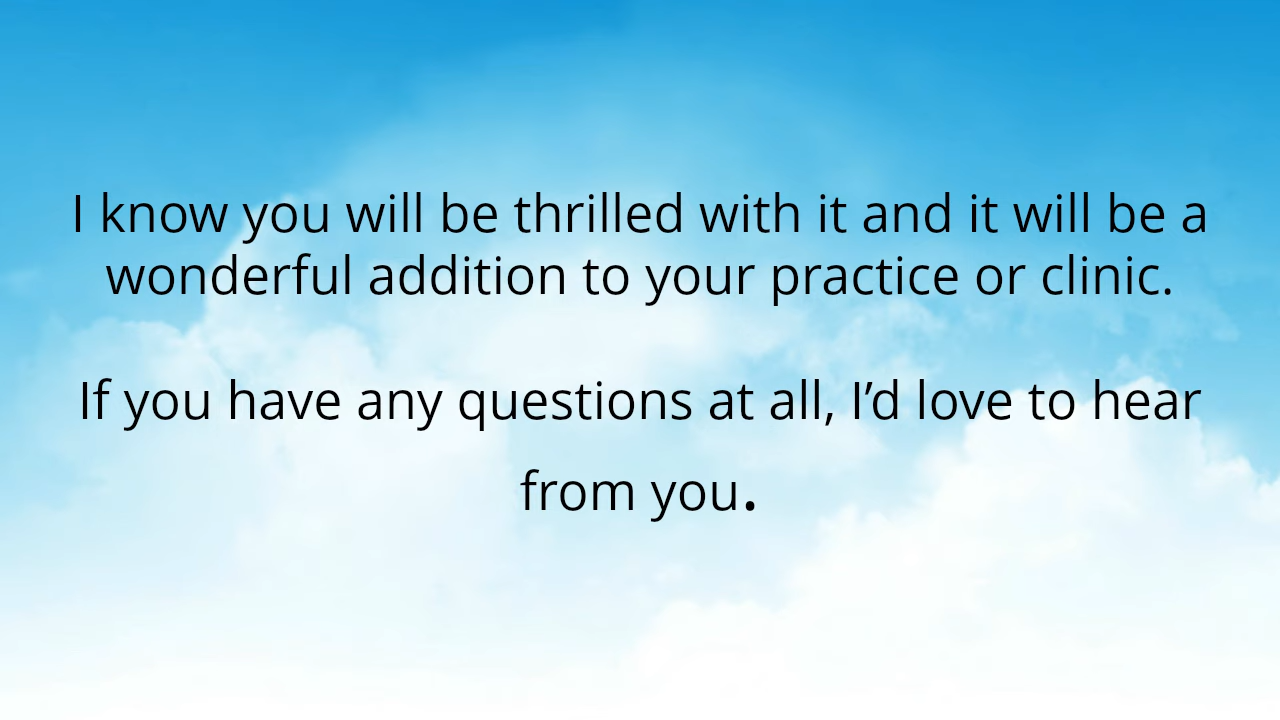 I know you will be thrilled with it and it will be a
wonderful addition to your practice or clinic.
If you have any questions at all, I’d love to hear
from you.